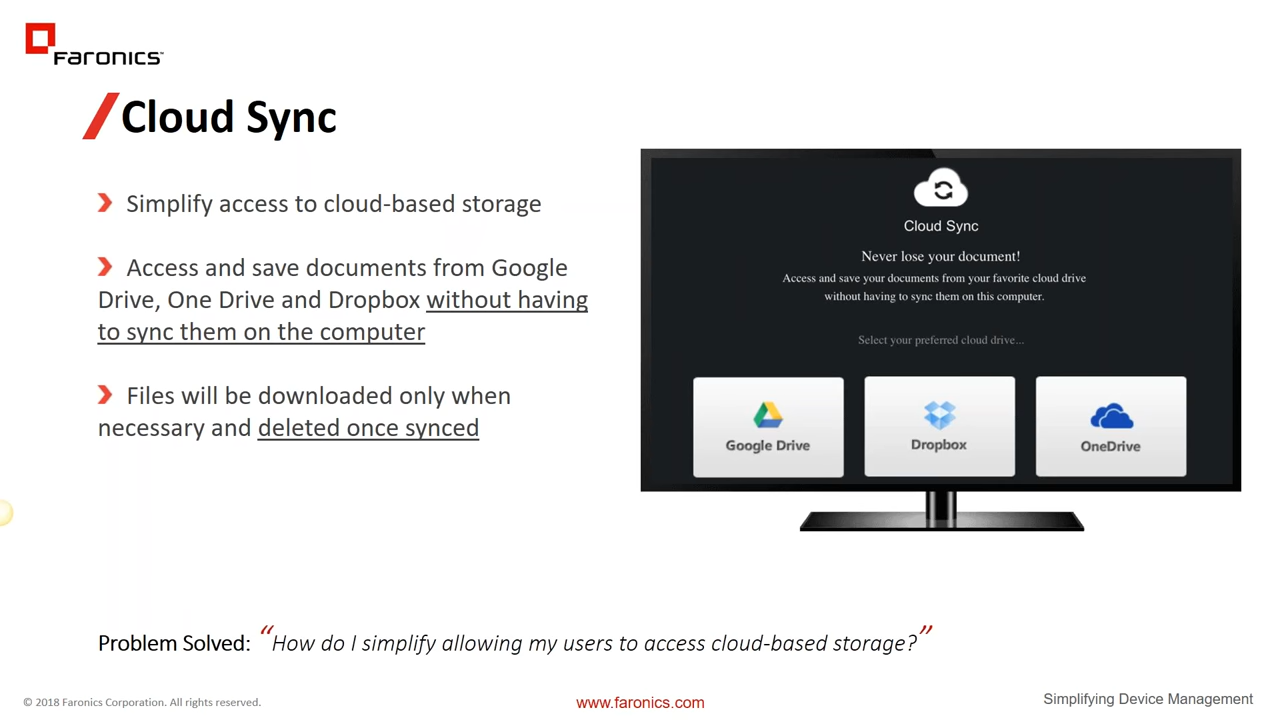 FARONICS™
Cloud Sync
Simplify access to cloud-based storage
Access and save documents from Google
Drive, One Drive and Dropbox without having
to sync them on the computer
Files will be downloaded only when
necessary and deleted once synced
Cloud Sync
Never lose your document!
Access and save your documents from your favorite cloud drive
without having to sync them on this computer.
Select your preferred cloud drive...
Google Drive
Dropbox
OneDrive
Problem Solved: “How do I simplify allowing my users to access cloud-based storage?”
© 2018 Faronics Corporation. All rights reserved.
www.faronics.com
Simplifying Device Management